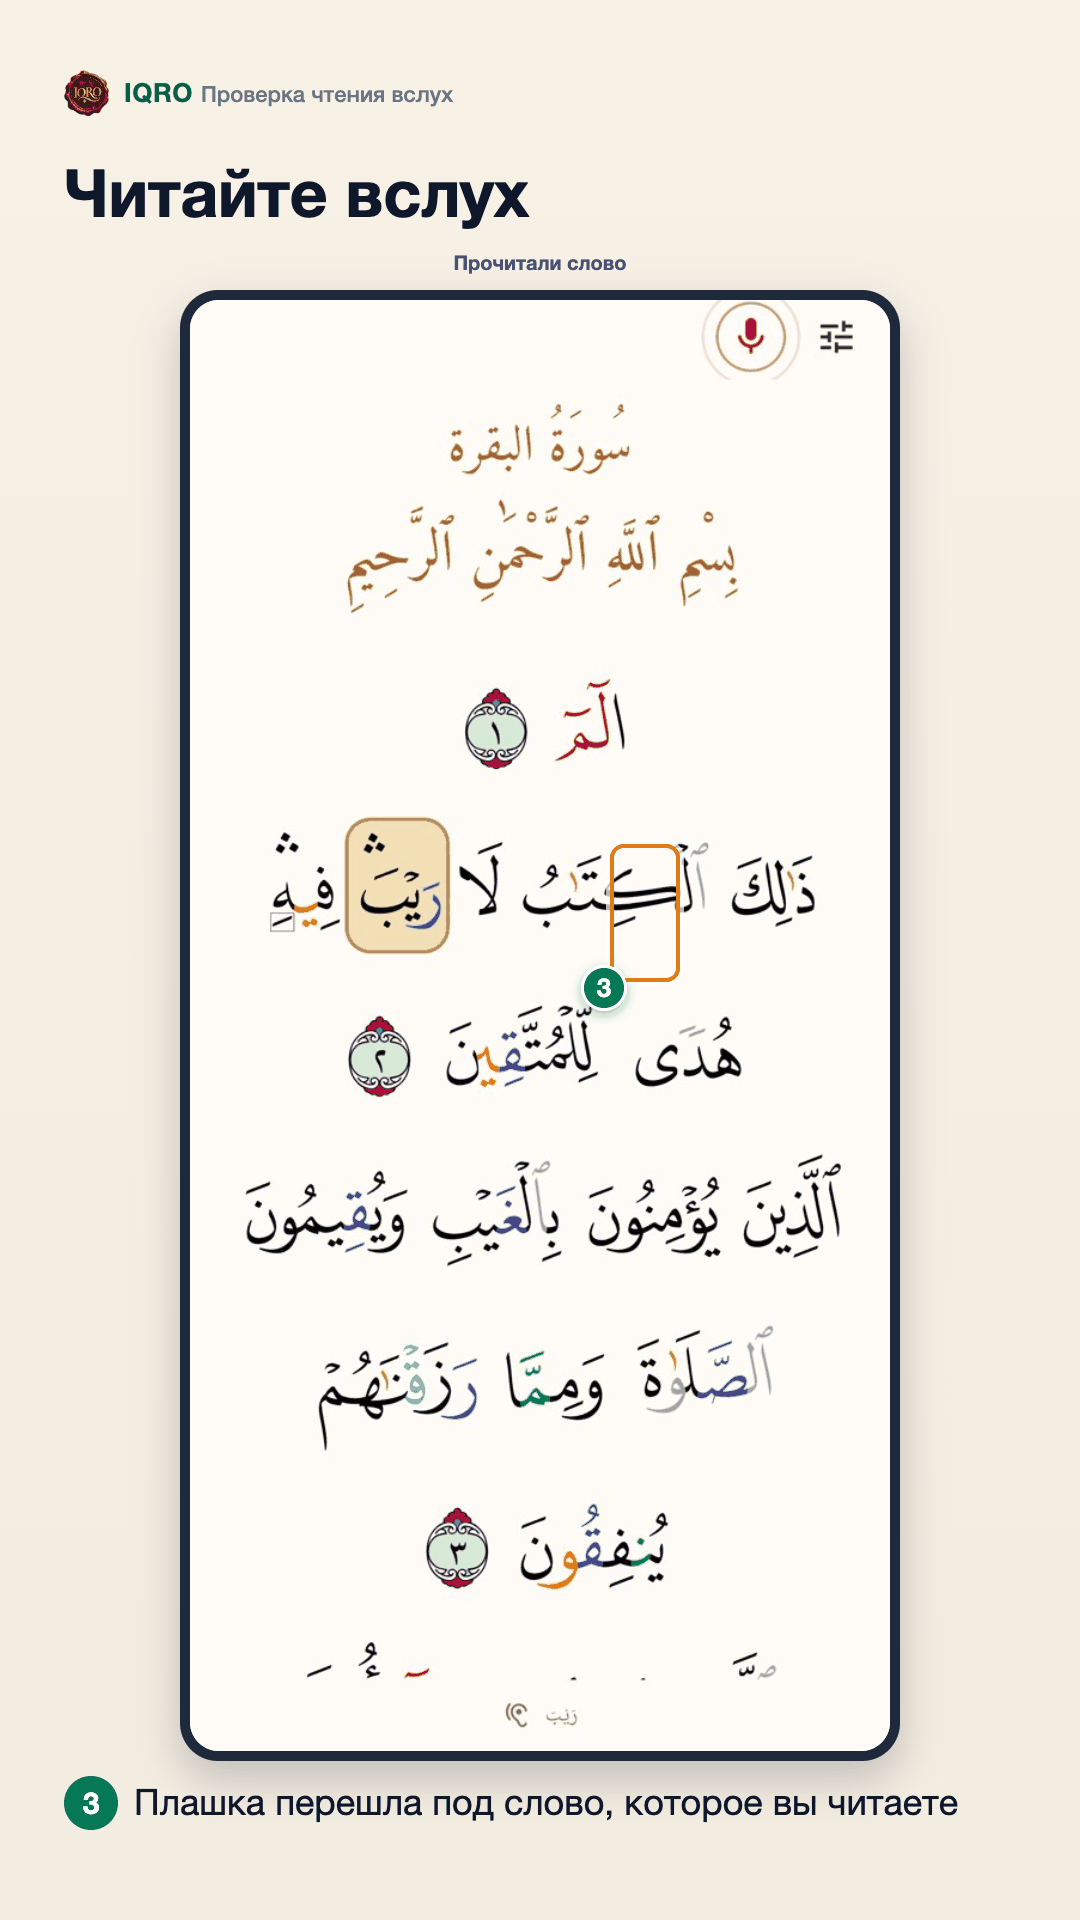 IQRO Проверка чтения вслух
Читайте вслух
Прочитали слово
سُورَةُ البقرة
بِسْمِ ٱللَّهِ ٱلرَّحْمَٰنِ ٱلرَّحِيمِ
الٓمٓ ١
ذَٰلِكَ ٱلْكِتَٰبُ لَا رَيْبَ ۛ فِيهِ ۛ
هُدًى لِّلْمُتَّقِينَ ٢
ٱلَّذِينَ يُؤْمِنُونَ بِٱلْغَيْبِ وَيُقِيمُونَ
ٱلصَّلَوٰةَ وَمِمَّا رَزَقْنَٰهُمْ
يُنفِقُونَ ٣
رَيْبَ
3
3 Плашка перешла под слово, которое вы читаете